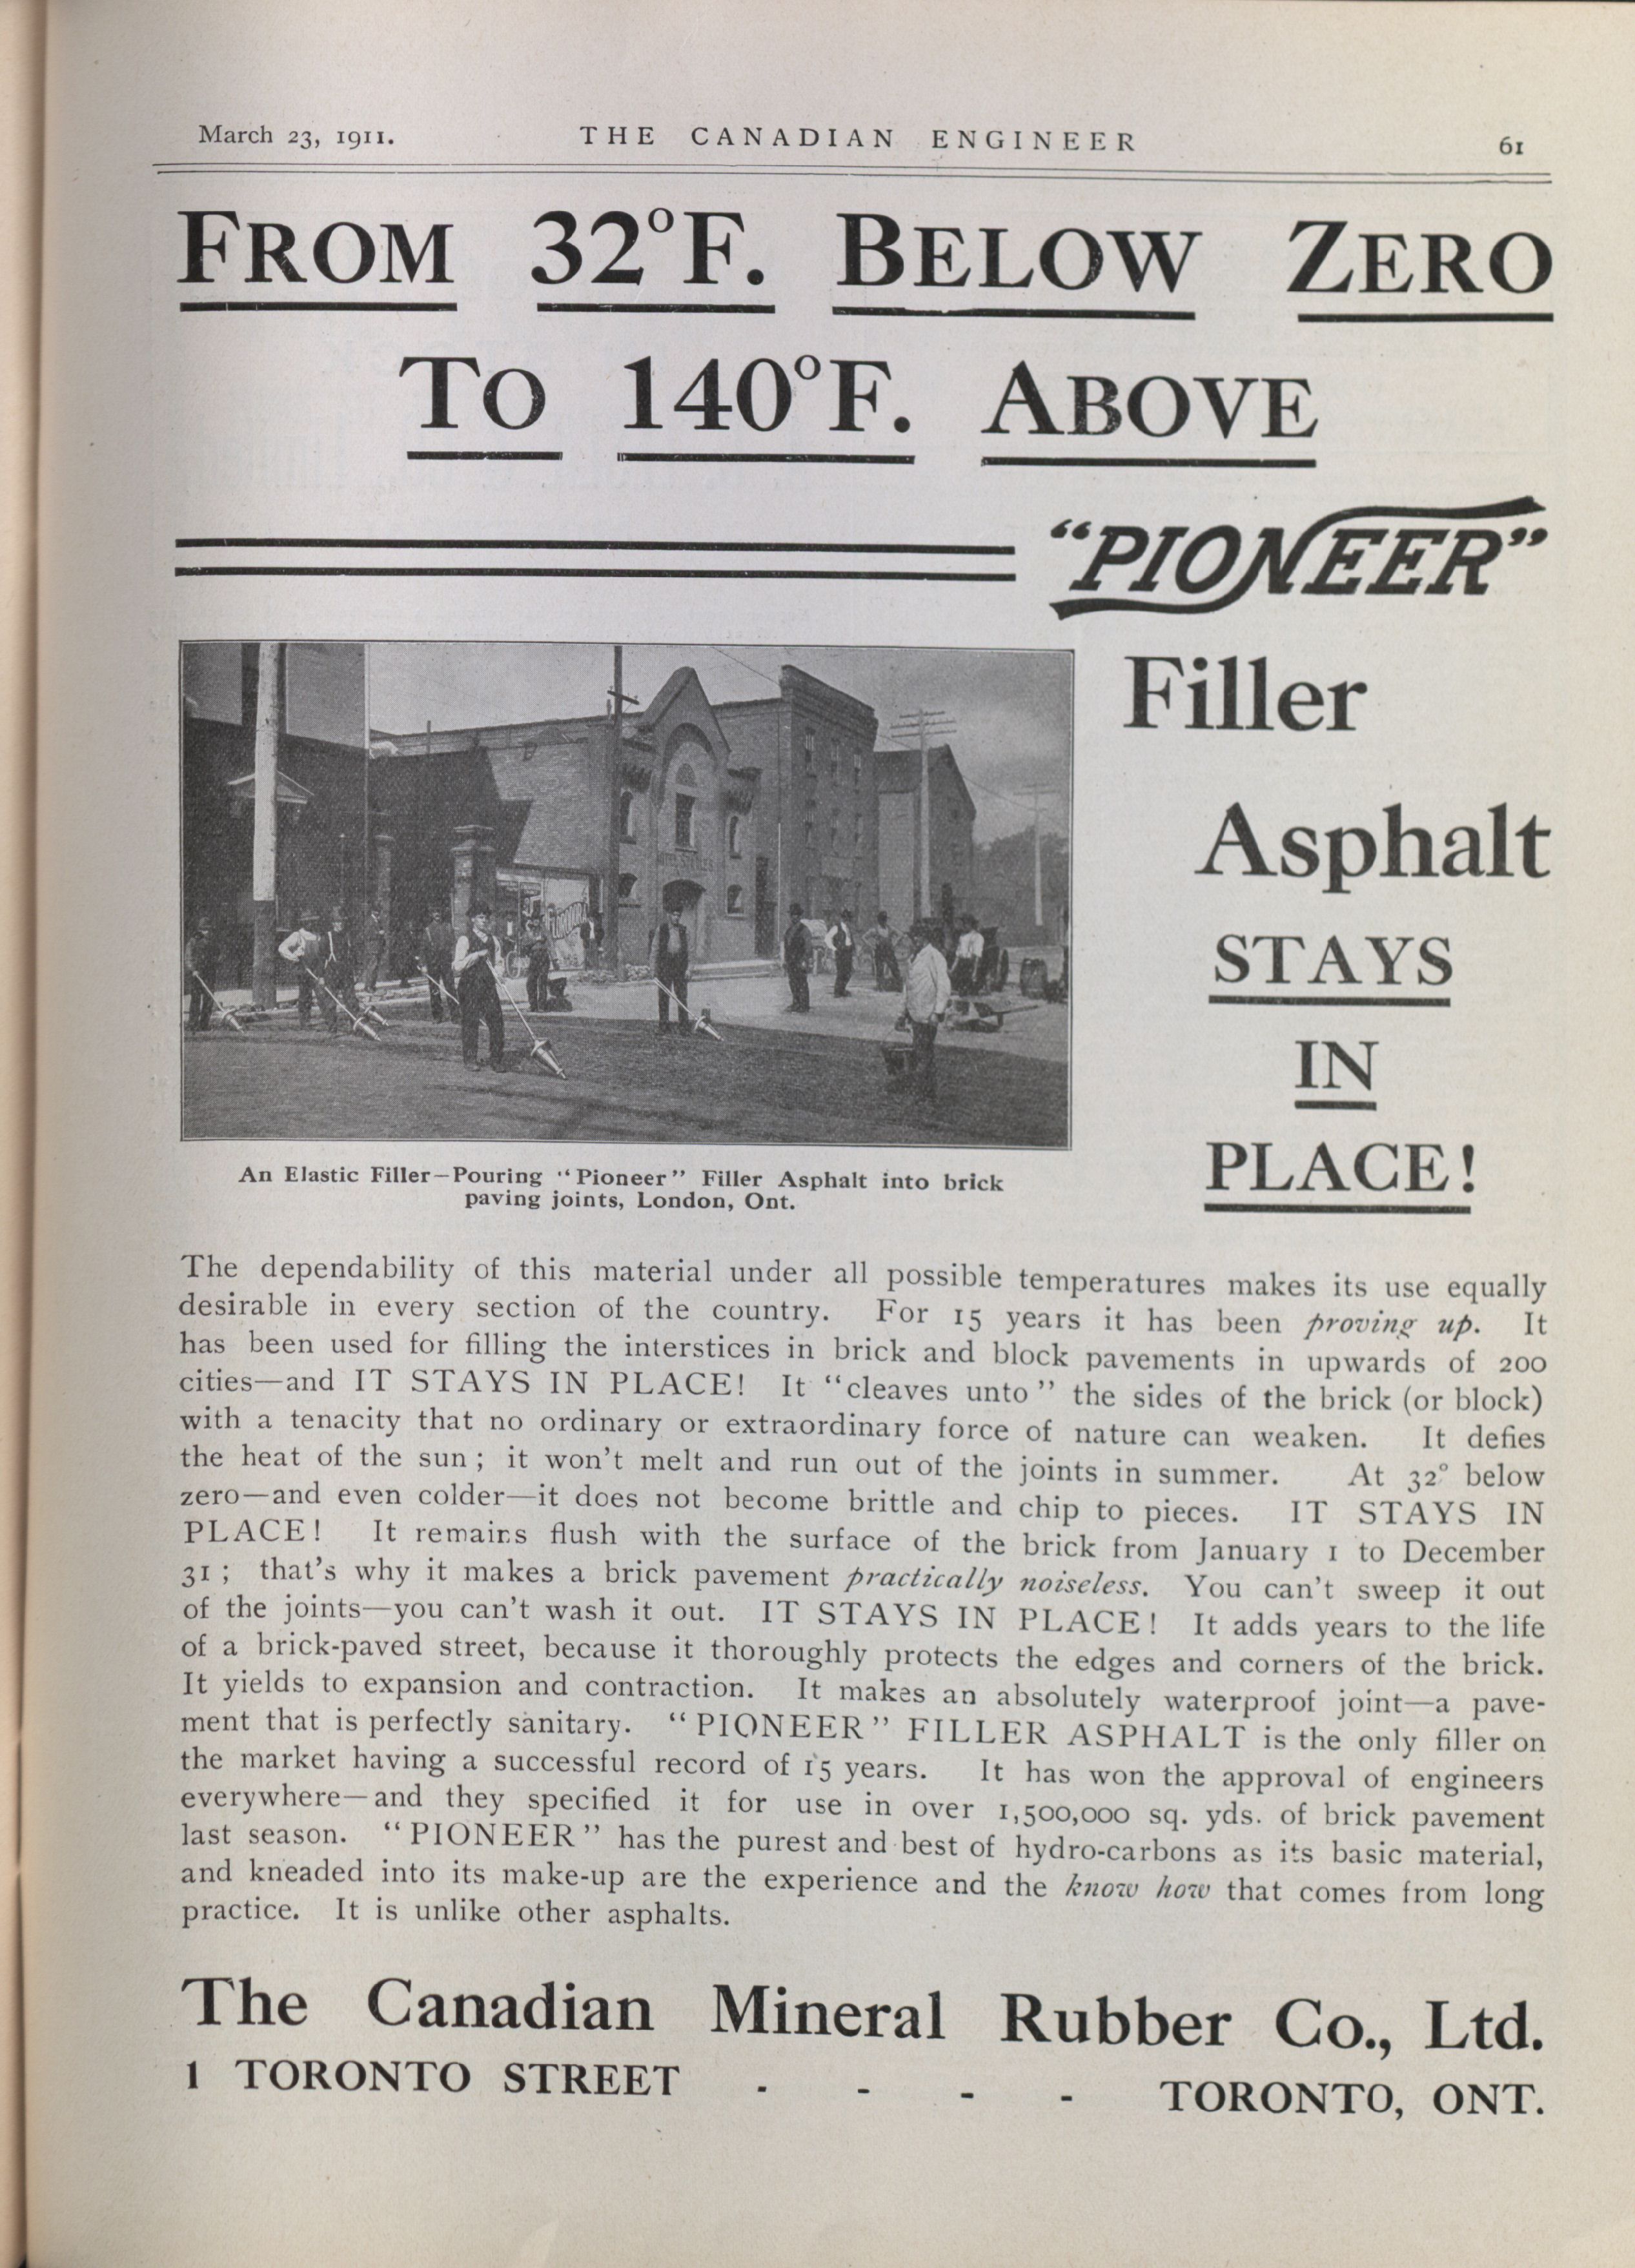 March 23, 1911.
THE CANADIAN ENGINEER
61
FROM 32°F. BELOW ZERO
TO 140°F. ABOVE
“PIONEER”
Filler
Asphalt
STAYS
IN
PLACE!
An Elastic Filler—Pouring “Pioneer” Filler Asphalt into brick
paving joints, London, Ont.
The dependability of this material under all possible temperatures makes its use equally
desirable in every section of the country. For 15 years it has been proving up. It
has been used for filling the interstices in brick and block pavements in upwards of 200
cities—and IT STAYS IN PLACE! It “cleaves unto” the sides of the brick (or block)
with a tenacity that no ordinary or extraordinary force of nature can weaken. It defies
the heat of the sun; it won't melt and run out of the joints in summer. At 32° below
zero—and even colder—it does not become brittle and chip to pieces. IT STAYS IN
PLACE! It remains flush with the surface of the brick from January 1 to December
31; that's why it makes a brick pavement practically noiseless. You can't sweep it out
of the joints—you can't wash it out. IT STAYS IN PLACE! It adds years to the life
of a brick-paved street, because it thoroughly protects the edges and corners of the brick.
It yields to expansion and contraction. It makes an absolutely waterproof joint—a pave-
ment that is perfectly sanitary. “PIONEER” FILLER ASPHALT is the only filler on
the market having a successful record of 15 years. It has won the approval of engineers
everywhere—and they specified it for use in over 1,500,000 sq. yds. of brick pavement
last season. “PIONEER” has the purest and best of hydro-carbons as its basic material,
and kneaded into its make-up are the experience and the know how that comes from long
practice. It is unlike other asphalts.
The Canadian Mineral Rubber Co., Ltd.
1 TORONTO STREET - - - - TORONTO, ONT.